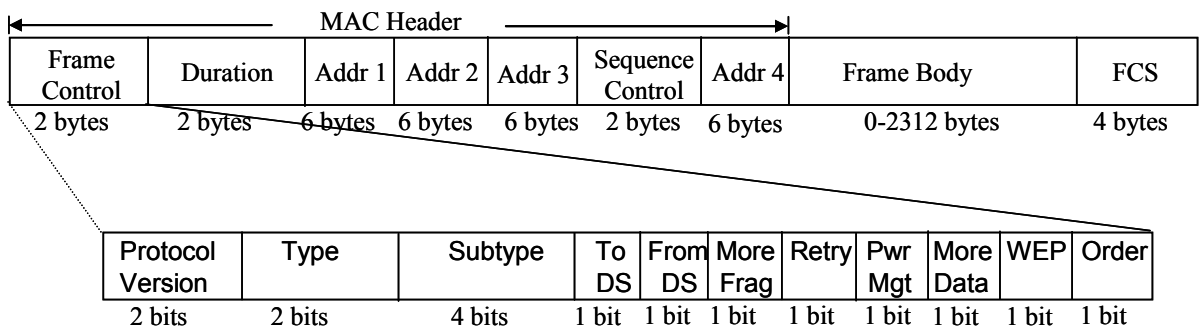 MAC Header
Frame Control Duration Addr 1 Addr 2 Addr 3 Sequence Control Addr 4 Frame Body FCS
2 bytes 2 bytes 6 bytes 6 bytes 6 bytes 2 bytes 6 bytes 0-2312 bytes 4 bytes
Protocol Version Type Subtype To DS From DS More Frag Retry Pwr Mgt More Data WEP Order
2 bits 2 bits 4 bits 1 bit 1 bit 1 bit 1 bit 1 bit 1 bit 1 bit 1 bit